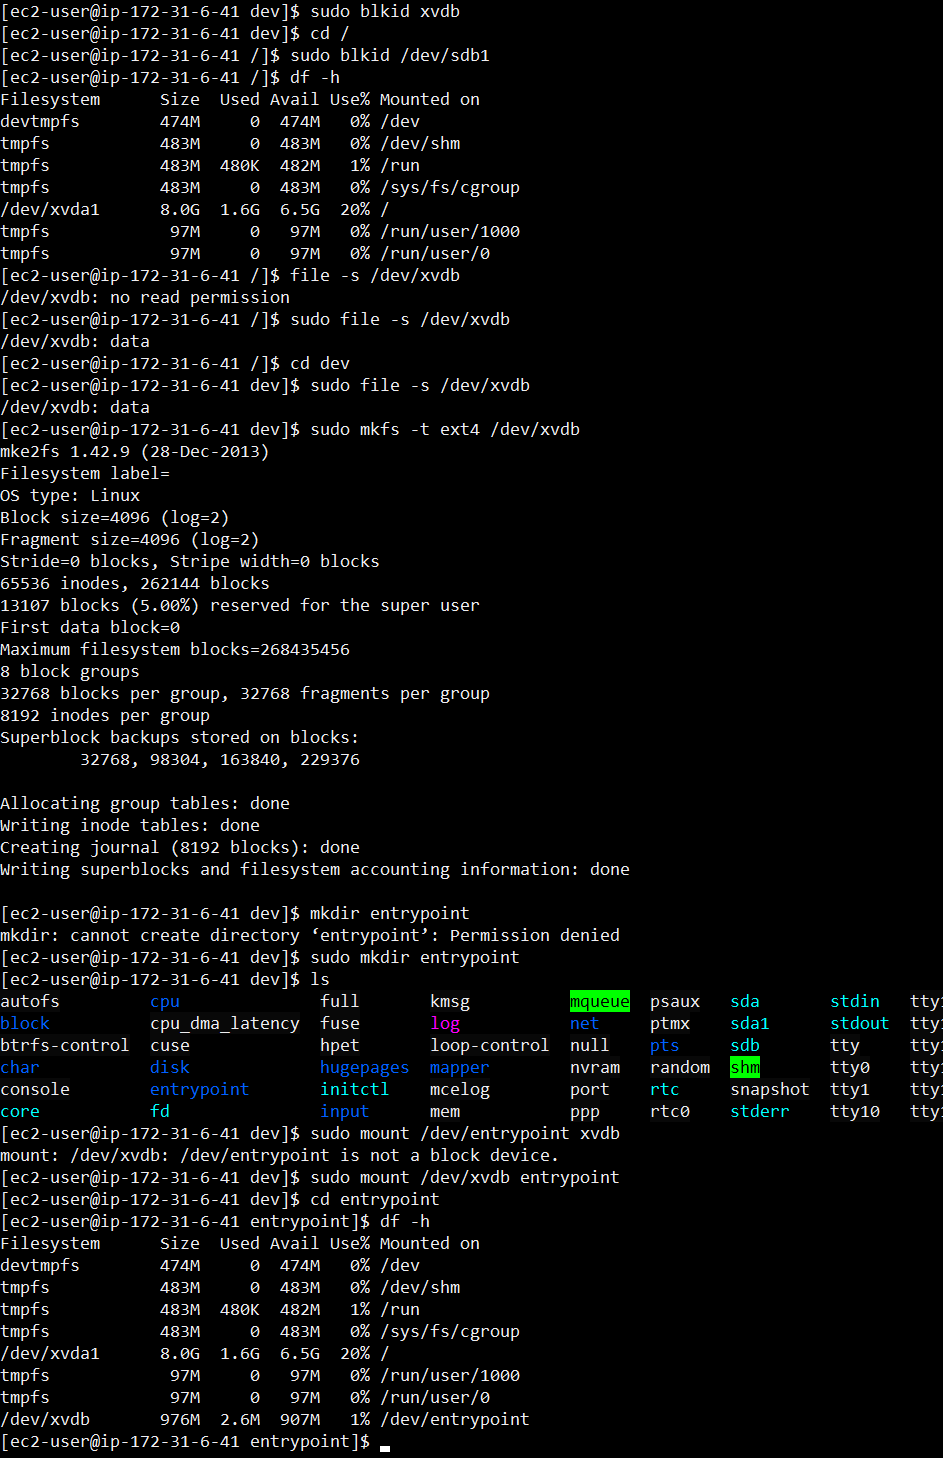 [ec2-user@ip-172-31-6-41 dev]$ sudo blkid xvdb
[ec2-user@ip-172-31-6-41 dev]$ cd /
[ec2-user@ip-172-31-6-41 /]$ sudo blkid /dev/sdb1
[ec2-user@ip-172-31-6-41 /]$ df -h
Filesystem      Size  Used Avail Use% Mounted on
devtmpfs        474M     0  474M   0% /dev
tmpfs           483M     0  483M   0% /dev/shm
tmpfs           483M  480K  482M   1% /run
tmpfs           483M     0  483M   0% /sys/fs/cgroup
/dev/xvda1      8.0G  1.6G  6.5G  20% /
tmpfs            97M     0   97M   0% /run/user/1000
tmpfs            97M     0   97M   0% /run/user/0
[ec2-user@ip-172-31-6-41 /]$ file -s /dev/xvdb
/dev/xvdb: no read permission
[ec2-user@ip-172-31-6-41 /]$ sudo file -s /dev/xvdb
/dev/xvdb: data
[ec2-user@ip-172-31-6-41 /]$ cd dev
[ec2-user@ip-172-31-6-41 dev]$ sudo file -s /dev/xvdb
/dev/xvdb: data
[ec2-user@ip-172-31-6-41 dev]$ sudo mkfs -t ext4 /dev/xvdb
mke2fs 1.42.9 (28-Dec-2013)
Filesystem label=
OS type: Linux
Block size=4096 (log=2)
Fragment size=4096 (log=2)
Stride=0 blocks, Stripe width=0 blocks
65536 inodes, 262144 blocks
13107 blocks (5.00%) reserved for the super user
First data block=0
Maximum filesystem blocks=268435456
8 block groups
32768 blocks per group, 32768 fragments per group
8192 inodes per group
Superblock backups stored on blocks:
        32768, 98304, 163840, 229376

Allocating group tables: done
Writing inode tables: done
Creating journal (8192 blocks): done
Writing superblocks and filesystem accounting information: done

[ec2-user@ip-172-31-6-41 dev]$ mkdir entrypoint
mkdir: cannot create directory ‘entrypoint’: Permission denied
[ec2-user@ip-172-31-6-41 dev]$ sudo mkdir entrypoint
[ec2-user@ip-172-31-6-41 dev]$ ls
autofs         cpu              full       kmsg          mqueue  psaux   sda       stdin   tty1
block          cpu_dma_latency  fuse       log           net     ptmx    sda1      stdout  tty1
btrfs-control  cuse             hpet       loop-control  null    pts     sdb       tty     tty1
char           disk             hugepages  mapper        nvram   random  shm       tty0    tty1
console        entrypoint       initctl    mcelog        port    rtc     snapshot  tty1    tty1
core           fd               input      mem           ppp     rtc0    stderr    tty10   tty1
[ec2-user@ip-172-31-6-41 dev]$ sudo mount /dev/entrypoint xvdb
mount: /dev/xvdb: /dev/entrypoint is not a block device.
[ec2-user@ip-172-31-6-41 dev]$ sudo mount /dev/xvdb entrypoint
[ec2-user@ip-172-31-6-41 dev]$ cd entrypoint
[ec2-user@ip-172-31-6-41 entrypoint]$ df -h
Filesystem      Size  Used Avail Use% Mounted on
devtmpfs        474M     0  474M   0% /dev
tmpfs           483M     0  483M   0% /dev/shm
tmpfs           483M  480K  482M   1% /run
tmpfs           483M     0  483M   0% /sys/fs/cgroup
/dev/xvda1      8.0G  1.6G  6.5G  20% /
tmpfs            97M     0   97M   0% /run/user/1000
tmpfs            97M     0   97M   0% /run/user/0
/dev/xvdb       976M  2.6M  907M   1% /dev/entrypoint
[ec2-user@ip-172-31-6-41 entrypoint]$